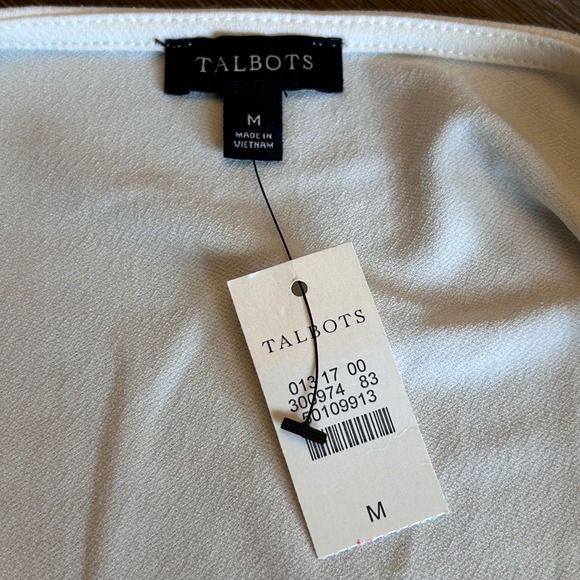 TALBOTS
M
MADE IN
VIETNAM
TALBOTS
013 17 00
300974 83
50109913
M